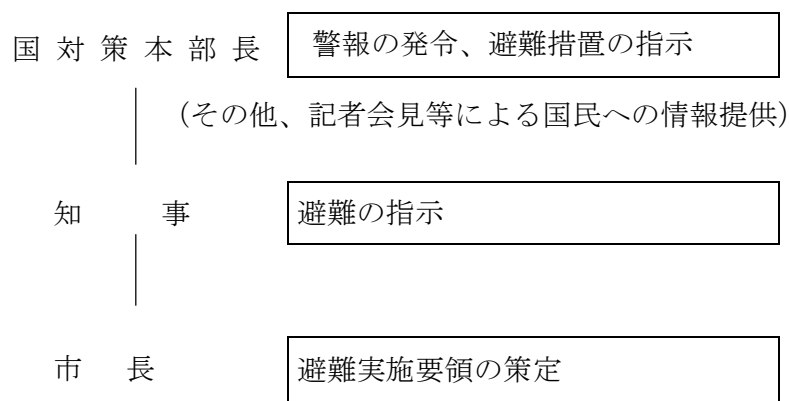 国対策本部長 警報の発令、避難措置の指示
(その他、記者会見等による国民への情報提供)
知事 避難の指示
市長 避難実施要領の策定